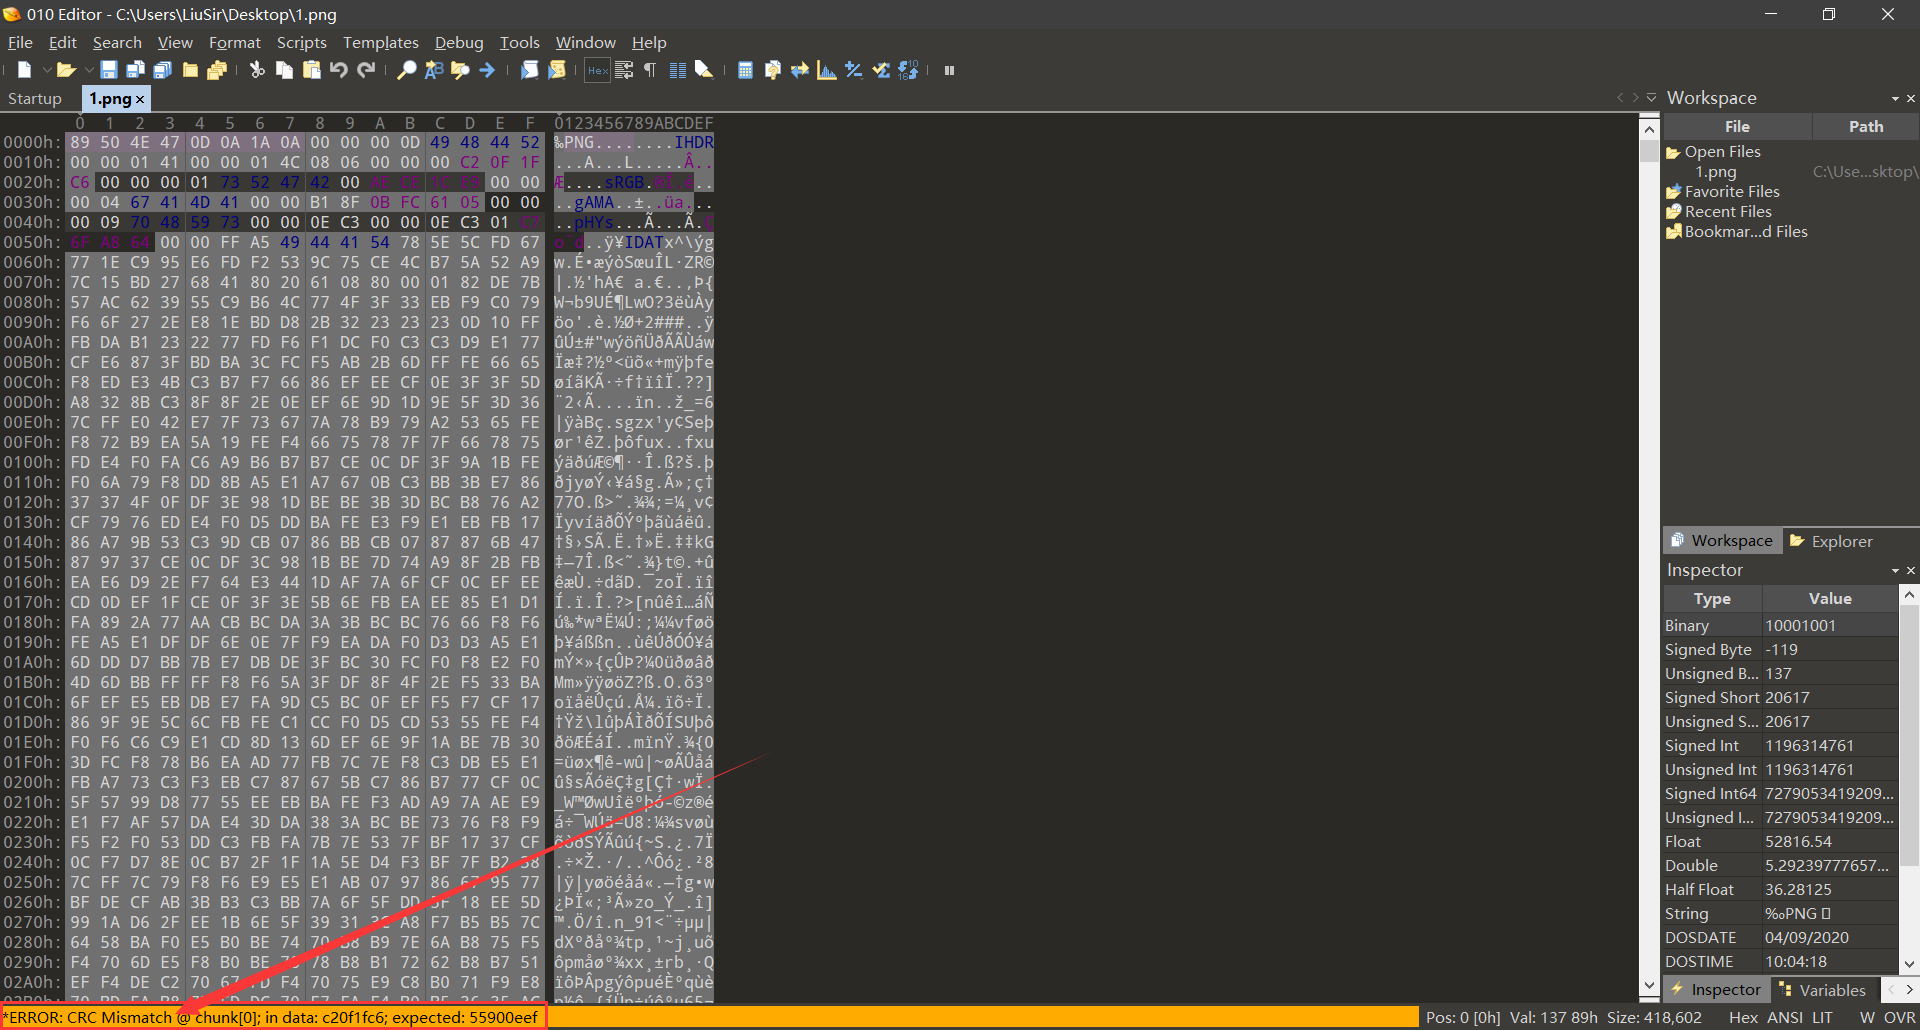 010 Editor - C:\Users\LiuSir\Desktop\1.png
File Edit Search View Format Scripts Templates Debug Tools Window Help
Startup 1.png ×
0 1 2 3 4 5 6 7 8 9 A B C D E F 0123456789ABCDEF
0000h: 89 50 4E 47 0D 0A 1A 0A 00 00 00 0D 49 48 44 52 ‰PNG........IHDR
0010h: 00 00 01 41 00 00 01 4C 08 06 00 00 00 C2 0F 1F ...A...L.....Â..
0020h: C6 00 00 00 01 73 52 47 42 00 AE CE 1C E9 00 00 Æ....sRGB.®Î.é..
0030h: 00 04 67 41 4D 41 00 00 B1 8F 0B FC 61 05 00 00 ..gAMA..±..üa...
0040h: 00 09 70 48 59 73 00 00 0E C3 00 00 0E C3 01 C7 ..pHYs...Ã...Ã.Ç
0050h: 6F A8 64 00 00 FF A5 49 44 41 54 78 5E 5C FD 67 o¨d..ÿ¥IDATx^\ýg
0060h: 77 1E C9 95 E6 FD F2 53 9C 75 CE 4C B7 5A 52 A9 w.É•æýòSœuÎL·ZR©
0070h: 7C 15 BD 27 68 41 80 20 61 08 80 00 01 82 DE 7B |.½'hA€ a.€..‚Þ{
0080h: 57 AC 62 39 55 C9 B6 4C 77 4F 3F 33 EB F9 C0 79 W¬b9UÉ¶LwO?3ëùÀy
0090h: F6 6F 27 2E E8 1E BD D8 2B 32 23 23 23 0D 10 FF öo'.è.½Ø+2###..ÿ
00A0h: FB DA B1 23 22 77 FD F6 F1 DC F0 C3 C3 D9 E1 77 ûÚ±#"wýöñÜðÃÃÙáw
00B0h: CF E6 87 3F BD BA 3C FC F5 AB 2B 6D FF FE 66 65 Ïæ‡?½º<üõ«+mÿþfe
00C0h: F8 ED E3 4B C3 B7 F7 66 86 EF EE CF 0E 3F 3F 5D øíãKÃ·÷f†ïîÏ.??]
00D0h: A8 32 8B C3 8F 8F 2E 0E EF 6E 9D 1D 9E 5F 3D 36 ¨2‹Ã....ïn..ž_=6
00E0h: 7C FF E0 42 E7 7F 73 67 7A 78 B9 79 A2 53 65 FE |ÿàBç.sgzx¹y¢Seþ
00F0h: F8 72 B9 EA 5A 19 FE F4 66 75 78 7F 7F 66 78 75 ør¹êZ.þôfux..fxu
0100h: FD E4 F0 FA C6 A9 B6 B7 B7 CE 0C DF 3F 9A 1B FE ýäðúÆ©¶··Î.ß?š.þ
0110h: F0 6A 79 F8 DD 8B A5 E1 A7 67 0B C3 BB 3B E7 86 ðjyøÝ‹¥á§g.Ã»;ç†
0120h: 37 37 4F 0F DF 3E 98 1D BE BE 3B 3D BC B8 76 A2 77O.ß>˜.¾¾;=¼¸v¢
0130h: CF 79 76 ED E4 F0 D5 DD BA FE E3 F9 E1 EB FB 17 ÏyvíäðÕÝºþãùáëû.
0140h: 86 A7 9B 53 C3 9D CB 07 86 BB CB 07 87 87 6B 47 †§›SÃ.Ë.†»Ë.‡‡kG
0150h: 87 97 37 CE 0C DF 3C 98 1B BE 7D 74 A9 8F 2B FB ‡—7Î.ß<˜.¾}t©.+û
0160h: EA E6 D9 2E F7 64 E3 44 1D AF 7A 6F CF 0C EF EE êæÙ.÷dãD.¯zoÏ.ïî
0170h: CD 0D EF 1F CE 0F 3F 3E 5B 6E FB EA EE 85 E1 D1 Í.ï.Î.?>[nûêî…áÑ
0180h: FA 89 2A 77 AA CB BC DA 3A 3B BC BC 76 66 F8 F6 ú‰*wªË¼Ú:;¼¼vføö
0190h: FE A5 E1 DF DF 6E 0E 7F F9 EA DA F0 D3 D3 A5 E1 þ¥áßßn..ùêÚðÓÓ¥á
01A0h: 6D DD D7 BB 7B E7 DB DE 3F BC 30 FC F0 F8 E2 F0 mÝ×»{çÛÞ?¼0üðøâð
01B0h: 4D 6D BB FF FF F8 F6 5A 3F DF 8F 4F 2E F5 33 BA Mm»ÿÿøöZ?ß.O.õ3º
01C0h: 6F EF E5 EB DB E7 FA 9D C5 BC 0F EF F5 F7 CF 17 oïåëÛçú.Å¼.ïõ÷Ï.
01D0h: 86 9F 9E 5C 6C FB FE C1 CC F0 D5 CD 53 55 FE F4 †Ÿž\lûþÁÌðÕÍSUþô
01E0h: F0 F6 C6 C9 E1 CD 8D 13 6D EF 6E 9F 1A BE 7B 30 ðöÆÉáÍ..mïnŸ.¾{0
01F0h: 3D FC F8 78 B6 EA AD 77 FB 7C 7E F8 C3 DB E5 E1 =üøx¶ê-wû|~øÃÛåá
0200h: FB A7 73 C3 F3 EB C7 87 67 5B C7 86 B7 77 CF 0C û§sÃóëÇ‡g[Ç†·wÏ.
0210h: 5F 57 99 D8 77 55 EE EB BA FE F3 AD A9 7A AE E9 _W™ØwUîëºþó-©z®é
0220h: E1 F7 AF 57 DA E4 3D DA 38 3A BC BE 73 76 F8 F9 á÷¯WÚä=Ú8:¼¾svøù
0230h: F5 F2 F0 53 DD C3 FB FA 7B 7E 53 7F BF 17 37 CF õòðSÝÃûú{~S.¿.7Ï
0240h: 0C F7 D7 8E 0C B7 2F 1F 1A 5E D4 F3 BF 7F B2 38 .÷×Ž.·/..^Ôó¿.²8
0250h: 7C FF 7C 79 F8 F6 E9 E5 E1 AB 07 97 86 67 95 77 |ÿ|yøöéåá«.—†g•w
0260h: BF DE CF AB 3B B3 C3 BB 7A 6F 5F DD 5F 18 EE 5D ¿ÞÏ«;³Ã»zo_Ý_.î]
0270h: 99 1A D6 2F EE 1B 6E 5F 39 31 3C A8 F7 B5 B5 7C ™.Ö/î.n_91<¨÷µµ|
0280h: 64 58 BA F0 E5 B0 BE 74 70 B8 B9 7E 6A B8 75 F5 dXºðå°¾tp¸¹~j¸uõ
0290h: F4 70 6D E5 F8 B0 BE 78 78 B8 B1 72 62 B8 B7 51 ôpmåø°¾xx¸±rb¸·Q
02A0h: EF F4 DE C2 70 67 FD F4 70 75 E9 C8 B0 71 F9 E8 ïôÞÂpgýôpuéÈ°qùè
*ERROR: CRC Mismatch @ chunk[0]; in data: c20f1fc6; expected: 55900eef
Workspace
File Path
Open Files
1.png C:\Use...sktop\
Favorite Files
Recent Files
Bookmar...d Files
Workspace Explorer
Inspector
Type Value
Binary 10001001
Signed Byte -119
Unsigned B... 137
Signed Short 20617
Unsigned S... 20617
Signed Int 1196314761
Unsigned Int 1196314761
Signed Int64 7279053419209...
Unsigned I... 7279053419209...
Float 52816.54
Double 5.29239777657...
Half Float 36.28125
String ‰PNG
DOSDATE 04/09/2020
DOSTIME 10:04:18
Inspector Variables
Pos: 0 [0h] Val: 137 89h Size: 418,602 Hex ANSI LIT W OVR